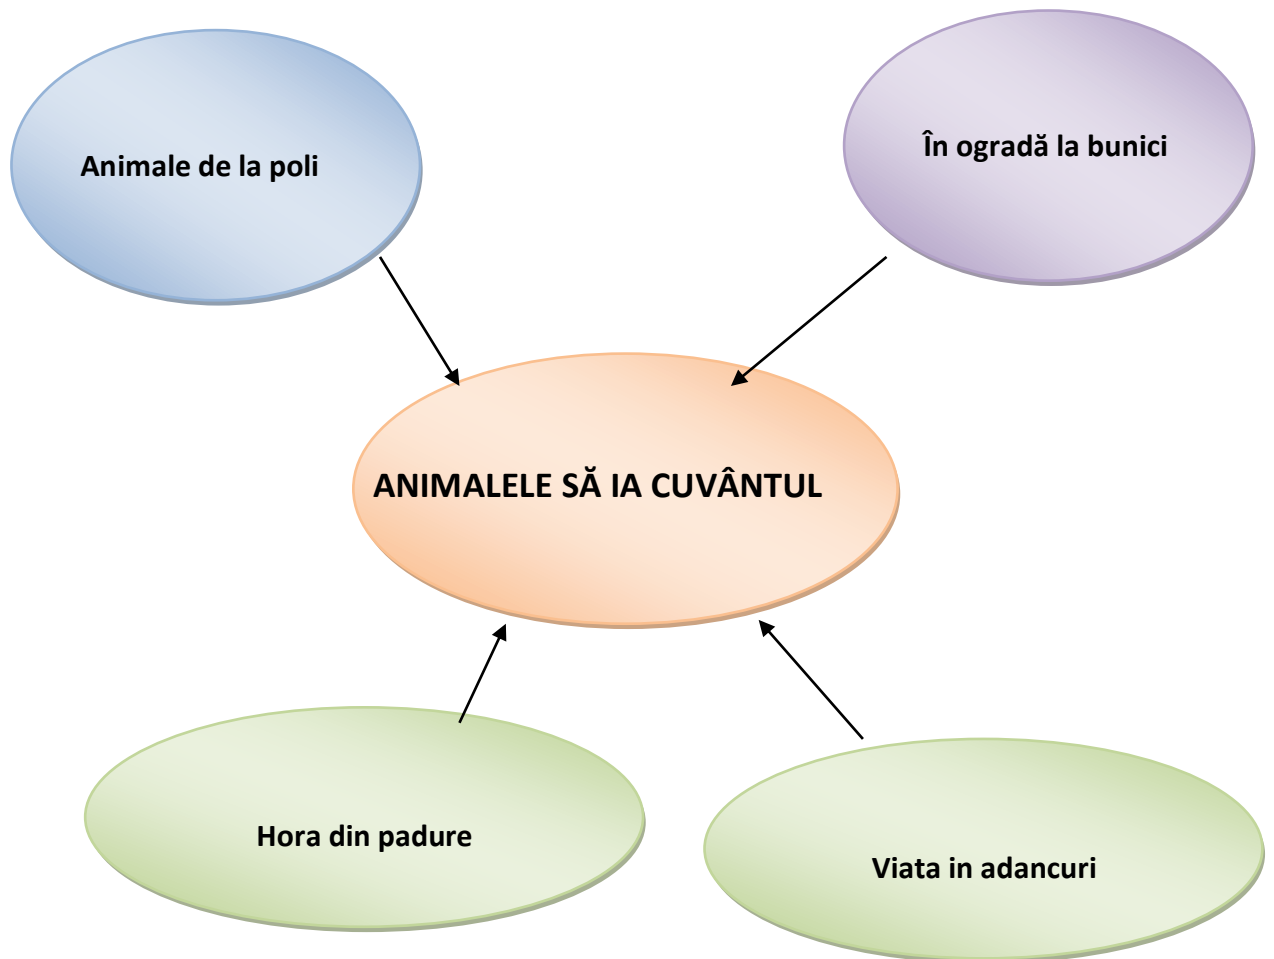 Animale de la poli
În ogradă la bunici
ANIMALELE SĂ IA CUVÂNTUL
Hora din padure
Viata in adancuri